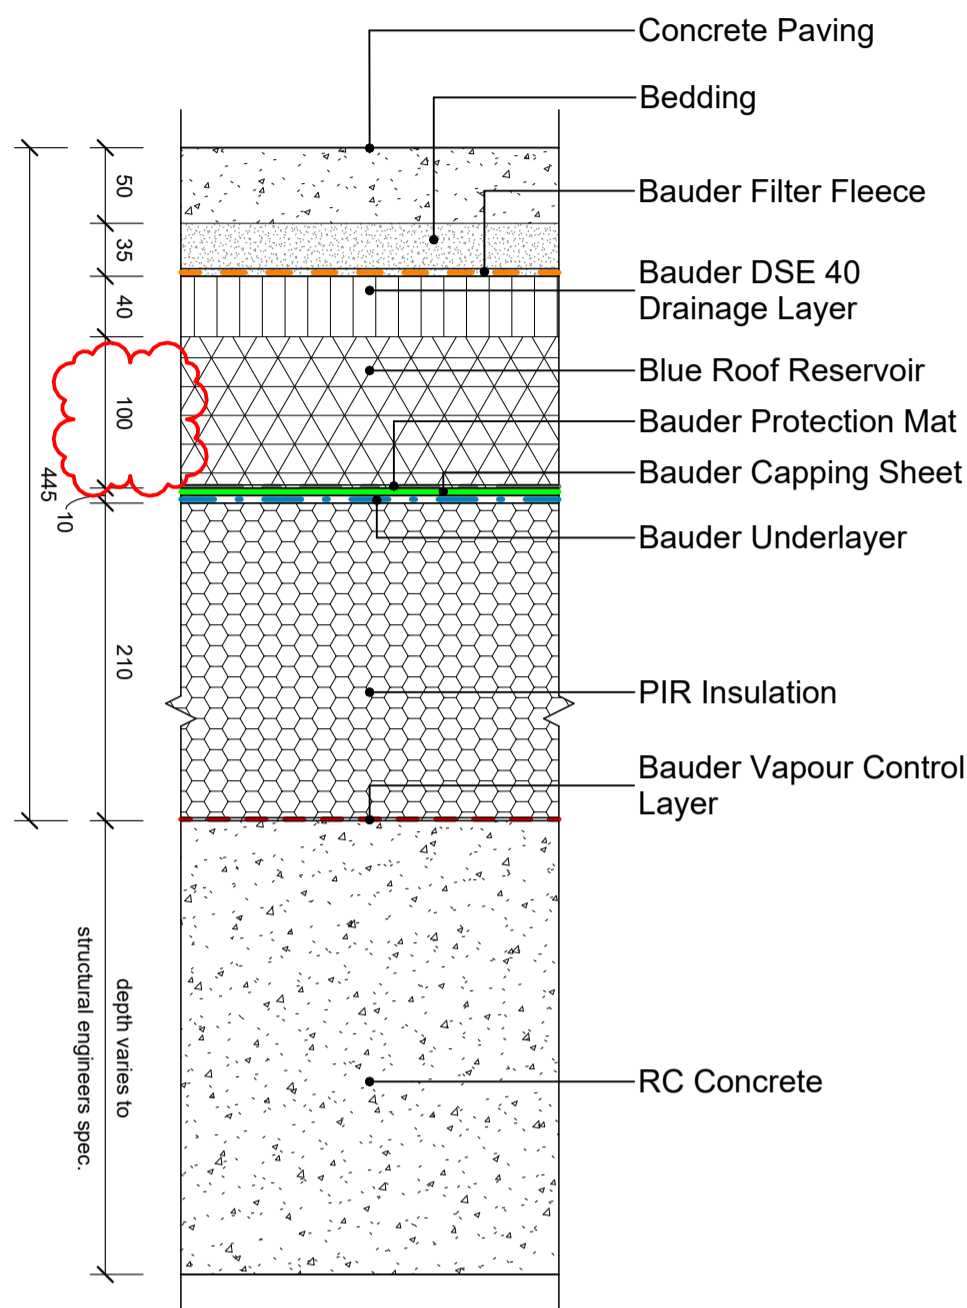 Concrete Paving
Bedding
Bauder Filter Fleece
Bauder DSE 40
Drainage Layer
Blue Roof Reservoir
Bauder Protection Mat
Bauder Capping Sheet
Bauder Underlayer
PIR Insulation
Bauder Vapour Control
Layer
RC Concrete
50
35
40
100
10
445
210
depth varies to
structural engineers spec.